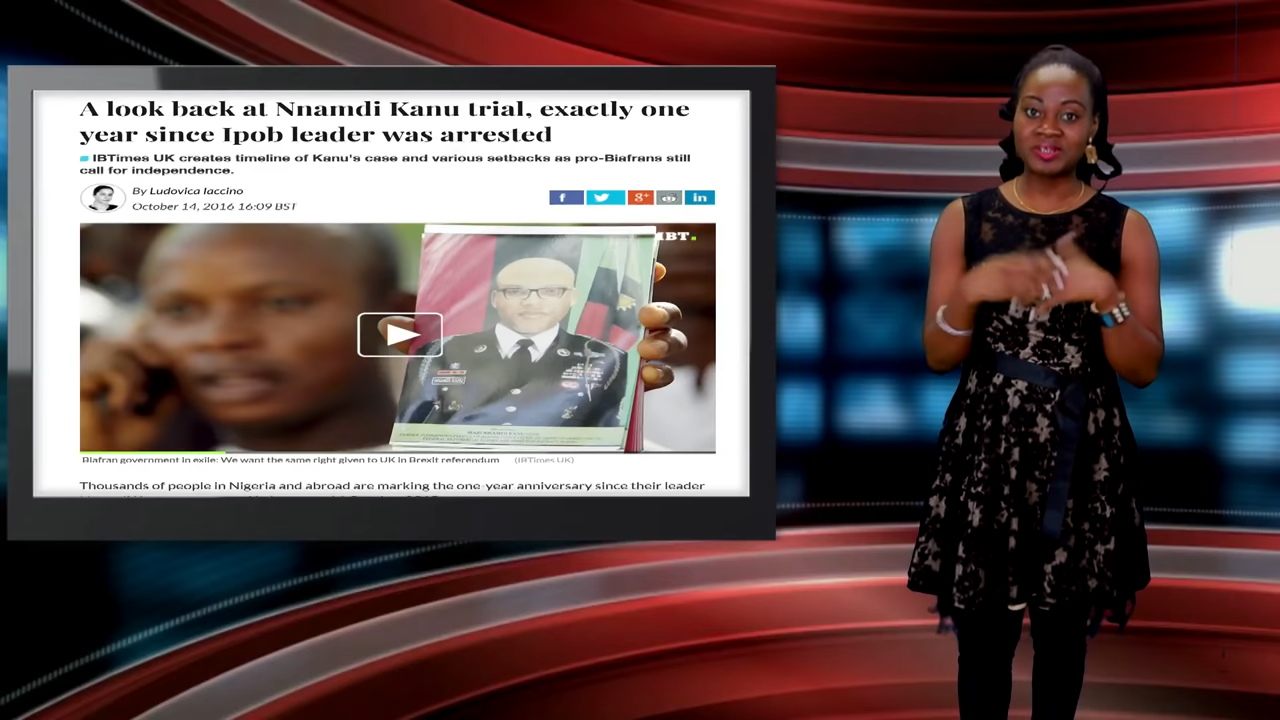 A look back at Nnamdi Kanu trial, exactly one
year since Ipob leader was arrested
IBTimes UK creates timeline of Kanu's case and various setbacks as pro-Biafrans still
call for independence.
By Ludovica Iaccino
October 14, 2016 16:09 BST
f
g+
in
IBT.
Biafran government in exile: We want the same right given to UK in Brexit referendum (IBTimes UK)
Thousands of people in Nigeria and abroad are marking the one-year anniversary since their leader